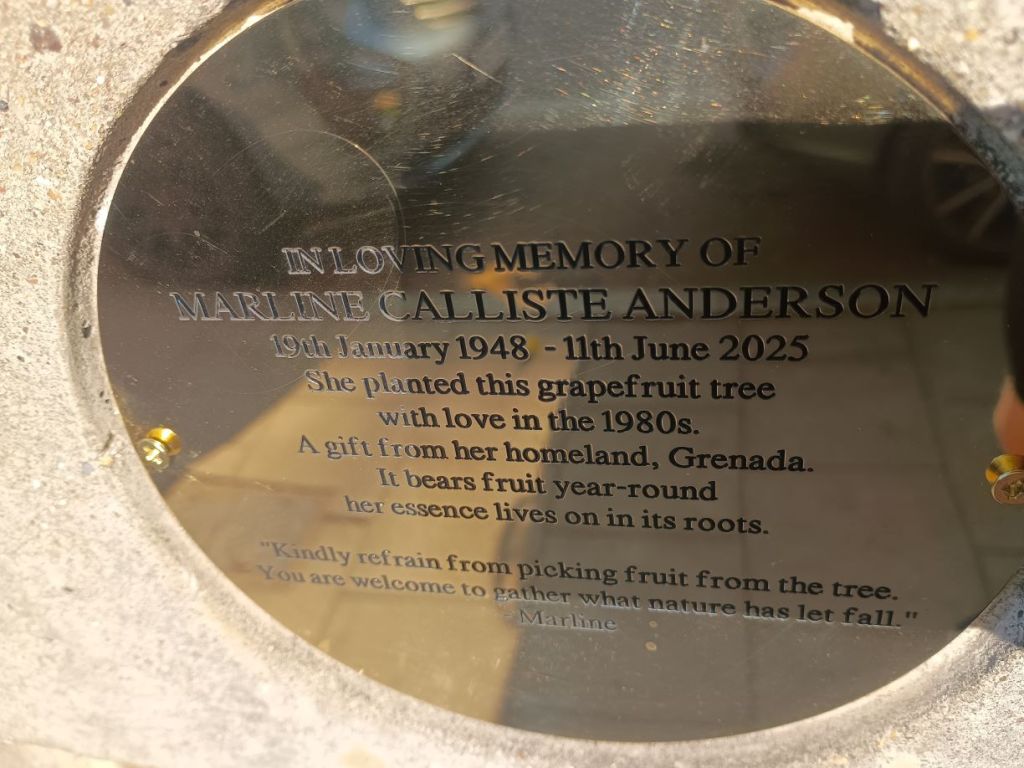 IN LOVING MEMORY OF
MARLINE CALLISTE ANDERSON
19th January 1948 - 11th June 2025
She planted this grapefruit tree
with love in the 1980s.
A gift from her homeland, Grenada.
It bears fruit year-round
her essence lives on in its roots.
"Kindly refrain from picking fruit from the tree.
You are welcome to gather what nature has let fall."
- Marline